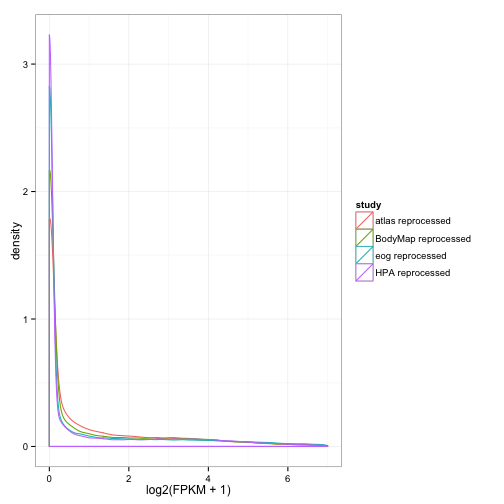 3
2
1
0
density
0
2
4
6
log2(FPKM + 1)
study
atlas reprocessed
BodyMap reprocessed
eog reprocessed
HPA reprocessed